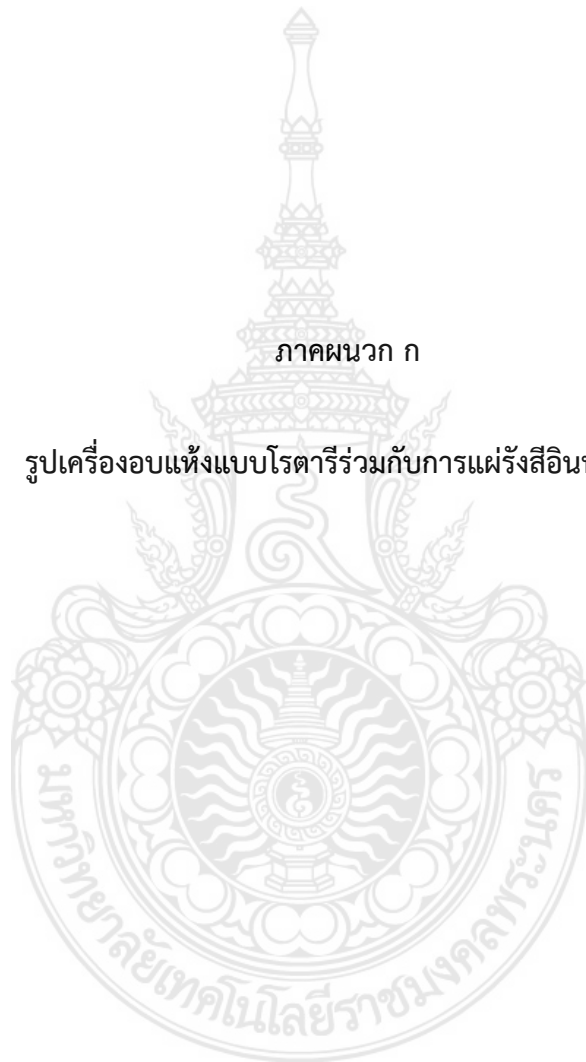 ภาคผนวก ก
รูปเครื่องอบแห้งแบบโรตารีร่วมกับการแผ่รังสีอิน
มหาวิทยาลัยเทคโนโลยีราชมงคลพระนคร